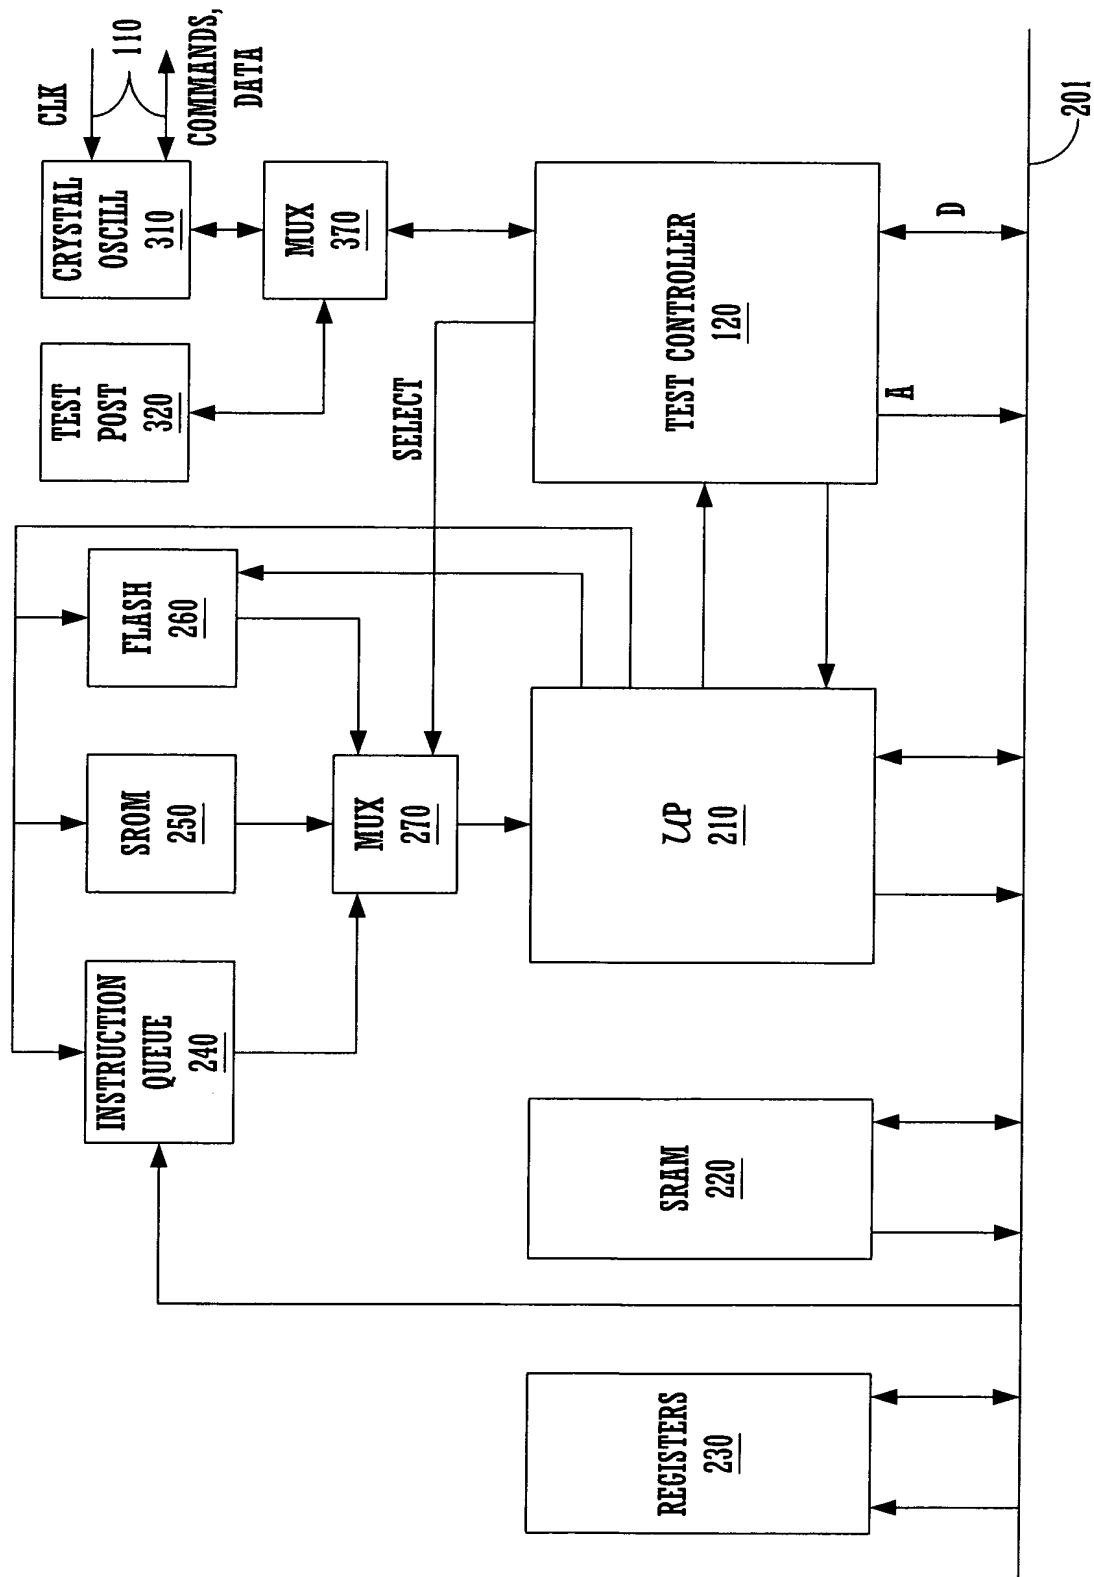 CLK
110
COMMANDS,
DATA
CRYSTAL
OSCILL
310
TEST
POST
320
MUX
370
SELECT
TEST CONTROLLER
120
A
D
201
FLASH
260
SROM
250
INSTRUCTION
QUEUE
240
MUX
270
UP
210
SRAM
220
REGISTERS
230